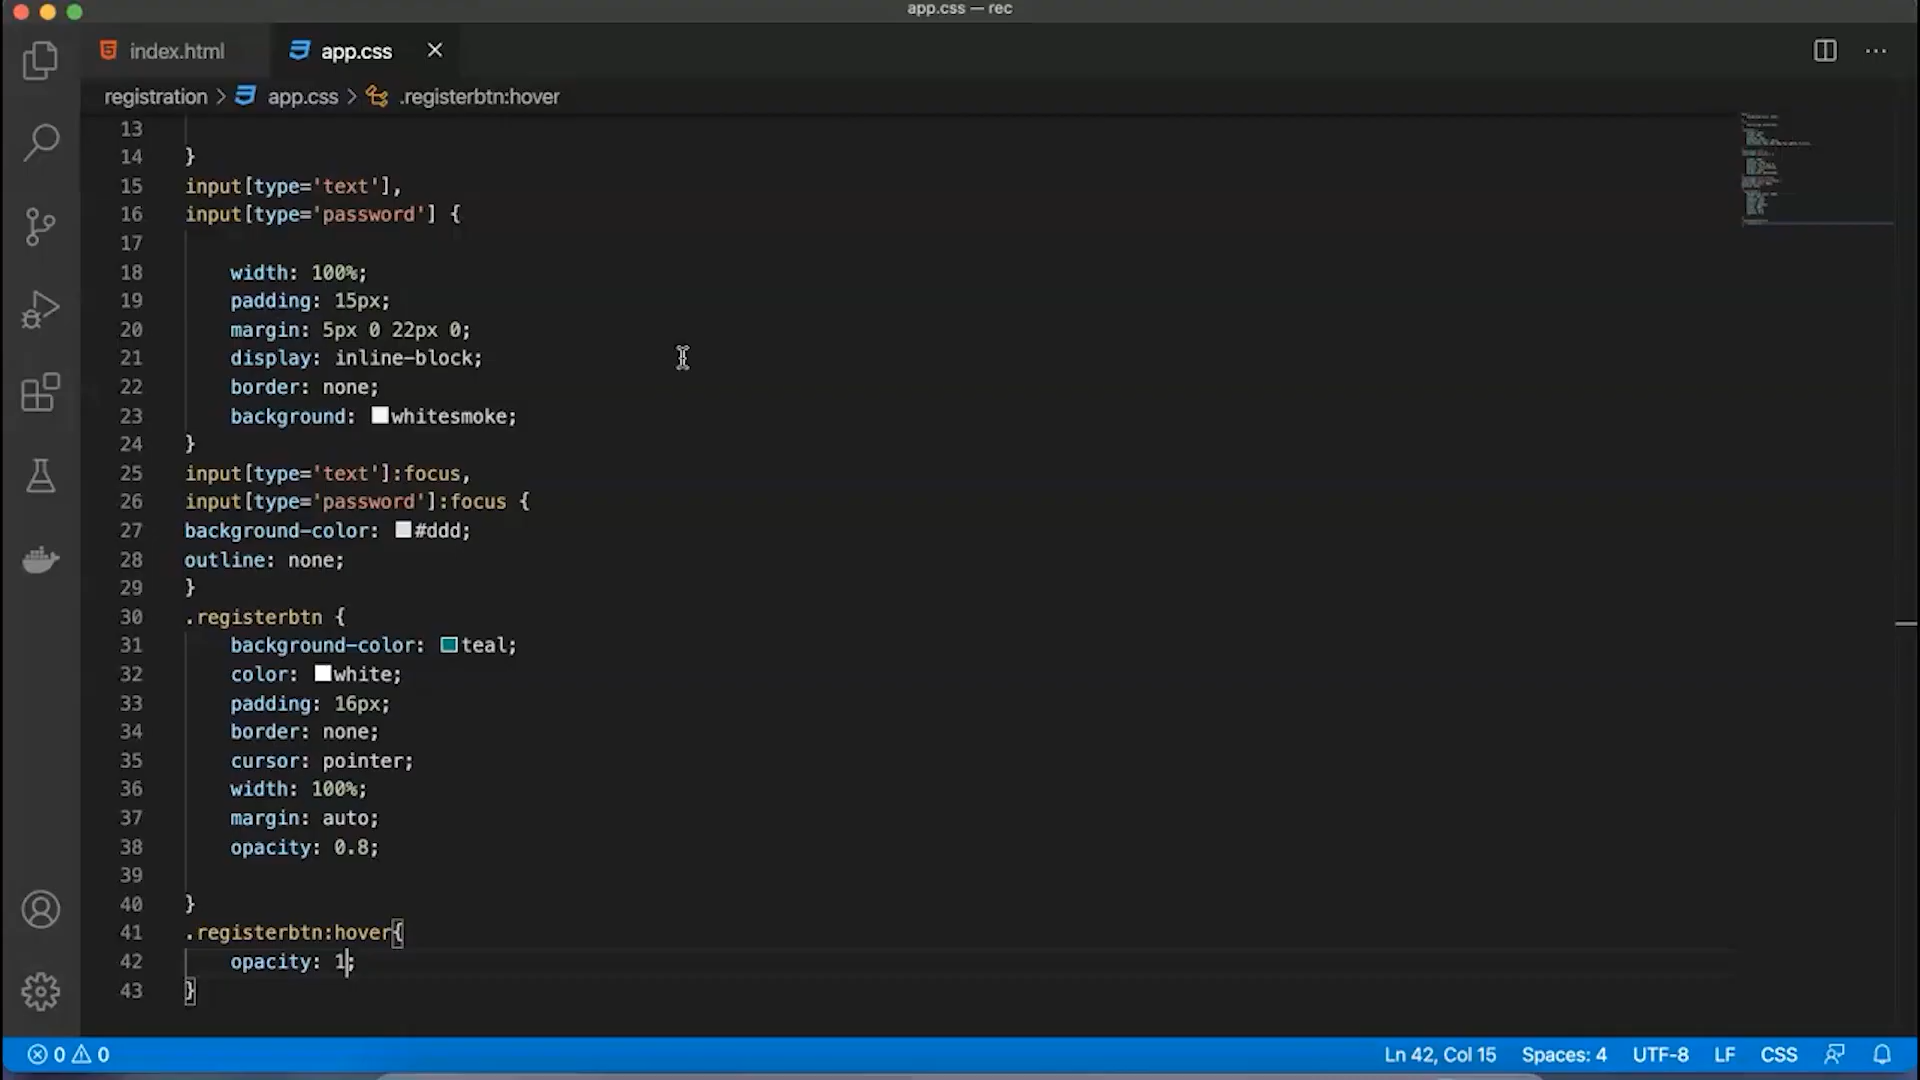 app.css — rec
index.html
app.css
registration > app.css > .registerbtn:hover
13
14 }
15 input[type='text'],
16 input[type='password'] {
17
18 width: 100%;
19 padding: 15px;
20 margin: 5px 0 22px 0;
21 display: inline-block;
22 border: none;
23 background: whitesmoke;
24 }
25 input[type='text']:focus,
26 input[type='password']:focus {
27 background-color: #ddd;
28 outline: none;
29 }
30 .registerbtn {
31 background-color: teal;
32 color: white;
33 padding: 16px;
34 border: none;
35 cursor: pointer;
36 width: 100%;
37 margin: auto;
38 opacity: 0.8;
39
40 }
41 .registerbtn:hover{
42 opacity: 1;
43 }
0 0 Ln 42, Col 15 Spaces: 4 UTF-8 LF CSS